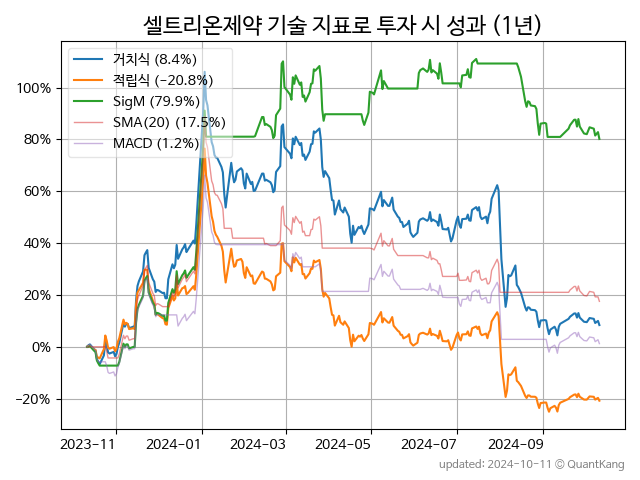 셀트리온제약 기술 지표로 투자 시 성과 (1년)
거치식 (8.4%)
적립식 (−20.8%)
SigM (79.9%)
SMA(20) (17.5%)
MACD (1.2%)
100%
80%
60%
40%
20%
0%
−20%
2023-11 2024-01 2024-03 2024-05 2024-07 2024-09
updated: 2024-10-11 © QuantKang